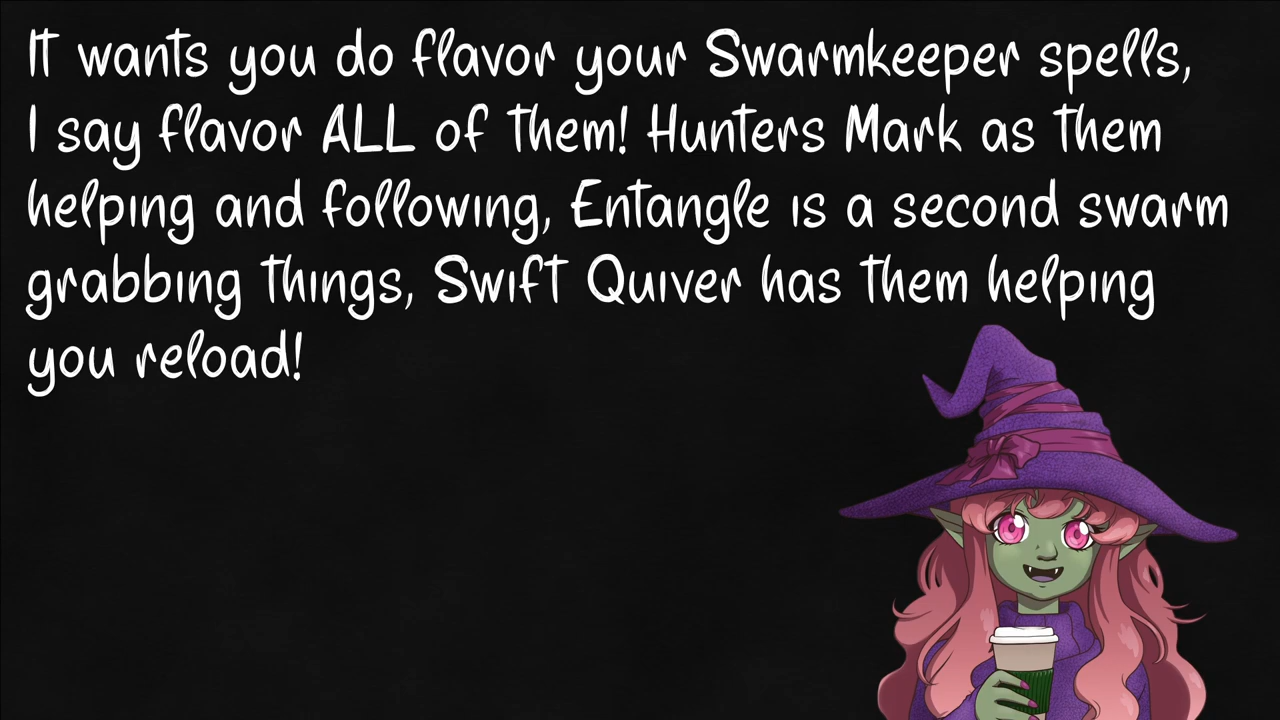 It wants you do flavor your Swarmkeeper spells,
I say flavor ALL of them! Hunters Mark as them
helping and following, Entangle is a second swarm
grabbing things, Swift Quiver has them helping
you reload!